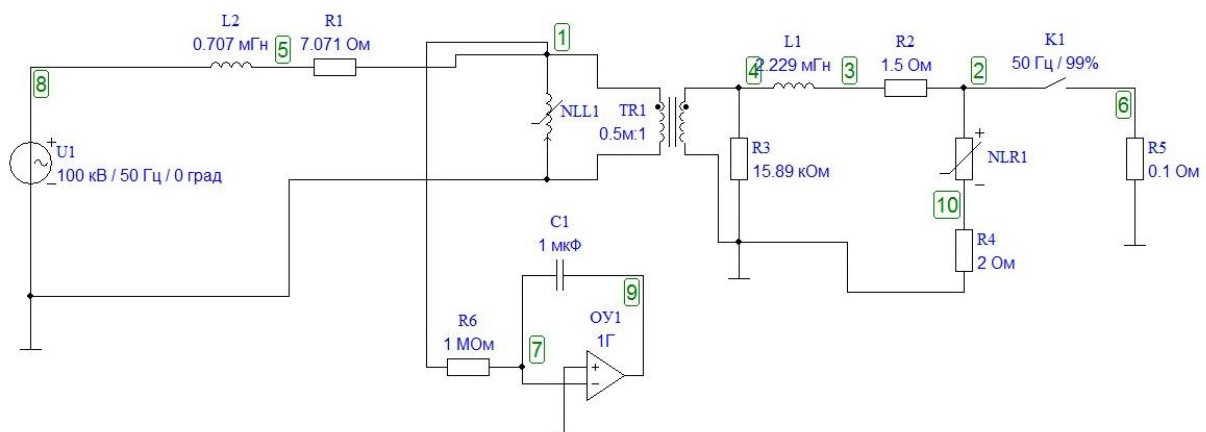 L2
0.707 мГн
5
R1
7.071 Ом
1
8
U1
100 кВ / 50 Гц / 0 град
NLL1
TR1
0.5м:1
4
L1
2.229 мГн
3
R2
1.5 Ом
2
K1
50 Гц / 99%
6
R3
15.89 кОм
NLR1
R5
0.1 Ом
10
R4
2 Ом
C1
1 мкФ
9
R6
1 МОм
7
ОУ1
1Г